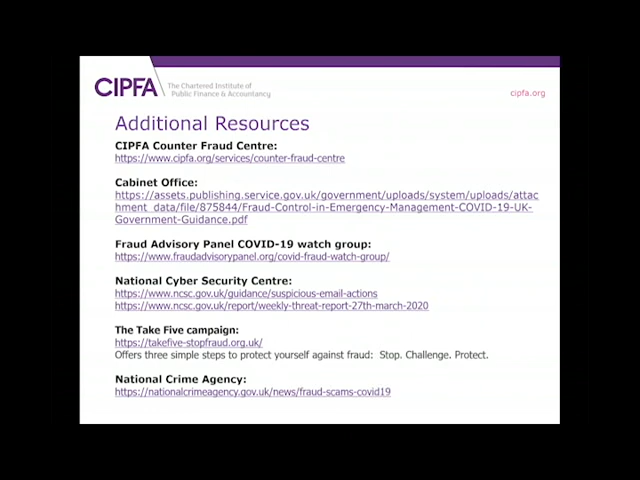 CIPFA
The Chartered Institute of
Public Finance & Accountancy
cipfa.org
Additional Resources
CIPFA Counter Fraud Centre:
https://www.cipfa.org/services/counter-fraud-centre
Cabinet Office:
https://assets.publishing.service.gov.uk/government/uploads/system/uploads/attac
hment_data/file/875844/Fraud-Control-in-Emergency-Management-COVID-19-UK-
Government-Guidance.pdf
Fraud Advisory Panel COVID-19 watch group:
https://www.fraudadvisorypanel.org/covid-fraud-watch-group/
National Cyber Security Centre:
https://www.ncsc.gov.uk/guidance/suspicious-email-actions
https://www.ncsc.gov.uk/report/weekly-threat-report-27th-march-2020
The Take Five campaign:
https://takefive-stopfraud.org.uk/
Offers three simple steps to protect yourself against fraud: Stop. Challenge. Protect.
National Crime Agency:
https://nationalcrimeagency.gov.uk/news/fraud-scams-covid19